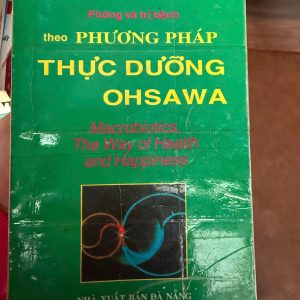 Phòng và trị bệnh
theo PHƯƠNG PHÁP
THỰC DƯỠNG
OHSAWA
Macrobiotics
The Way of Health
and Happiness
NHÀ XUẤT BẢN ĐÀ NẴNG